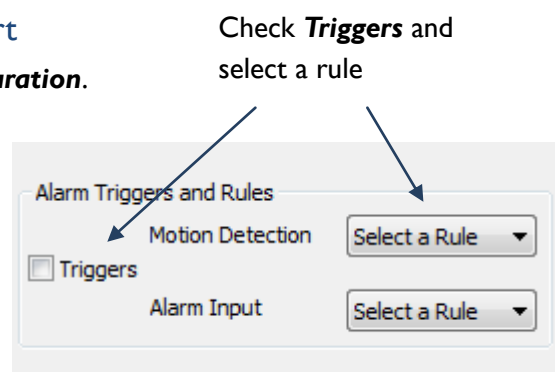 rt
uration.
Check Triggers and
select a rule
Alarm Triggers and Rules
Motion Detection Select a Rule
Triggers
Alarm Input Select a Rule